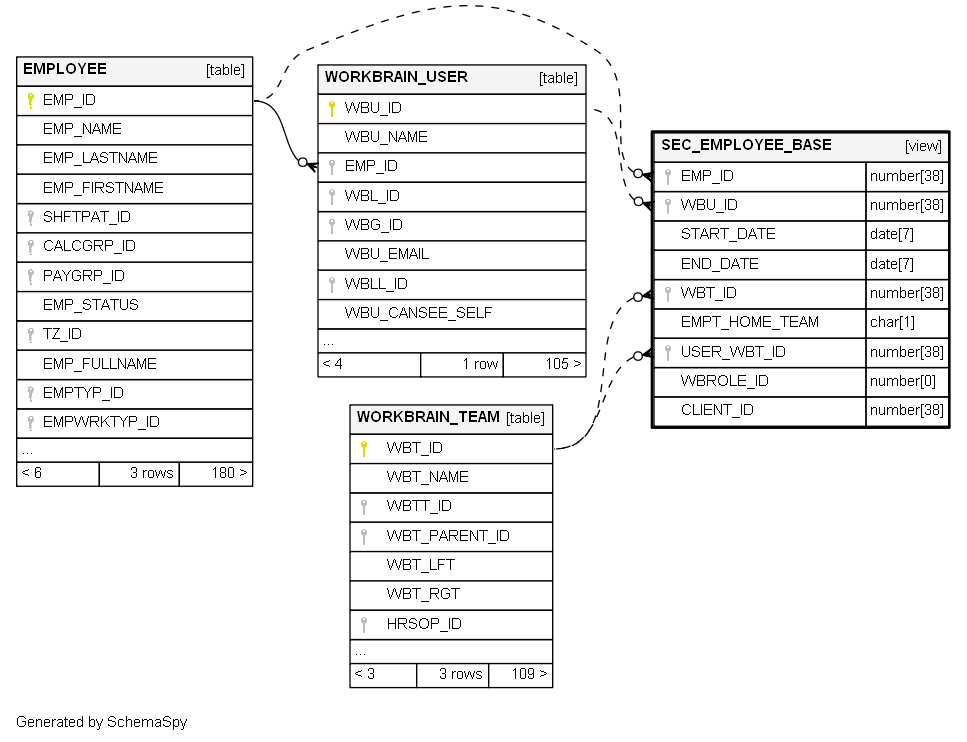 EMPLOYEE [table]
EMP_ID
EMP_NAME
EMP_LASTNAME
EMP_FIRSTNAME
SHFTPAT_ID
CALCGRP_ID
PAYGRP_ID
EMP_STATUS
TZ_ID
EMP_FULLNAME
EMPTYP_ID
EMPWRKTYP_ID
...
< 6 3 rows 180 >
WORKBRAIN_USER [table]
WBU_ID
WBU_NAME
EMP_ID
WBL_ID
WBG_ID
WBU_EMAIL
WBLL_ID
WBU_CANSEE_SELF
...
< 4 1 row 105 >
WORKBRAIN_TEAM [table]
WBT_ID
WBT_NAME
WBTT_ID
WBT_PARENT_ID
WBT_LFT
WBT_RGT
HRSOP_ID
...
< 3 3 rows 109 >
SEC_EMPLOYEE_BASE [view]
EMP_ID number[38]
WBU_ID number[38]
START_DATE date[7]
END_DATE date[7]
WBT_ID number[38]
EMPT_HOME_TEAM char[1]
USER_WBT_ID number[38]
WBROLE_ID number[0]
CLIENT_ID number[38]
Generated by SchemaSpy